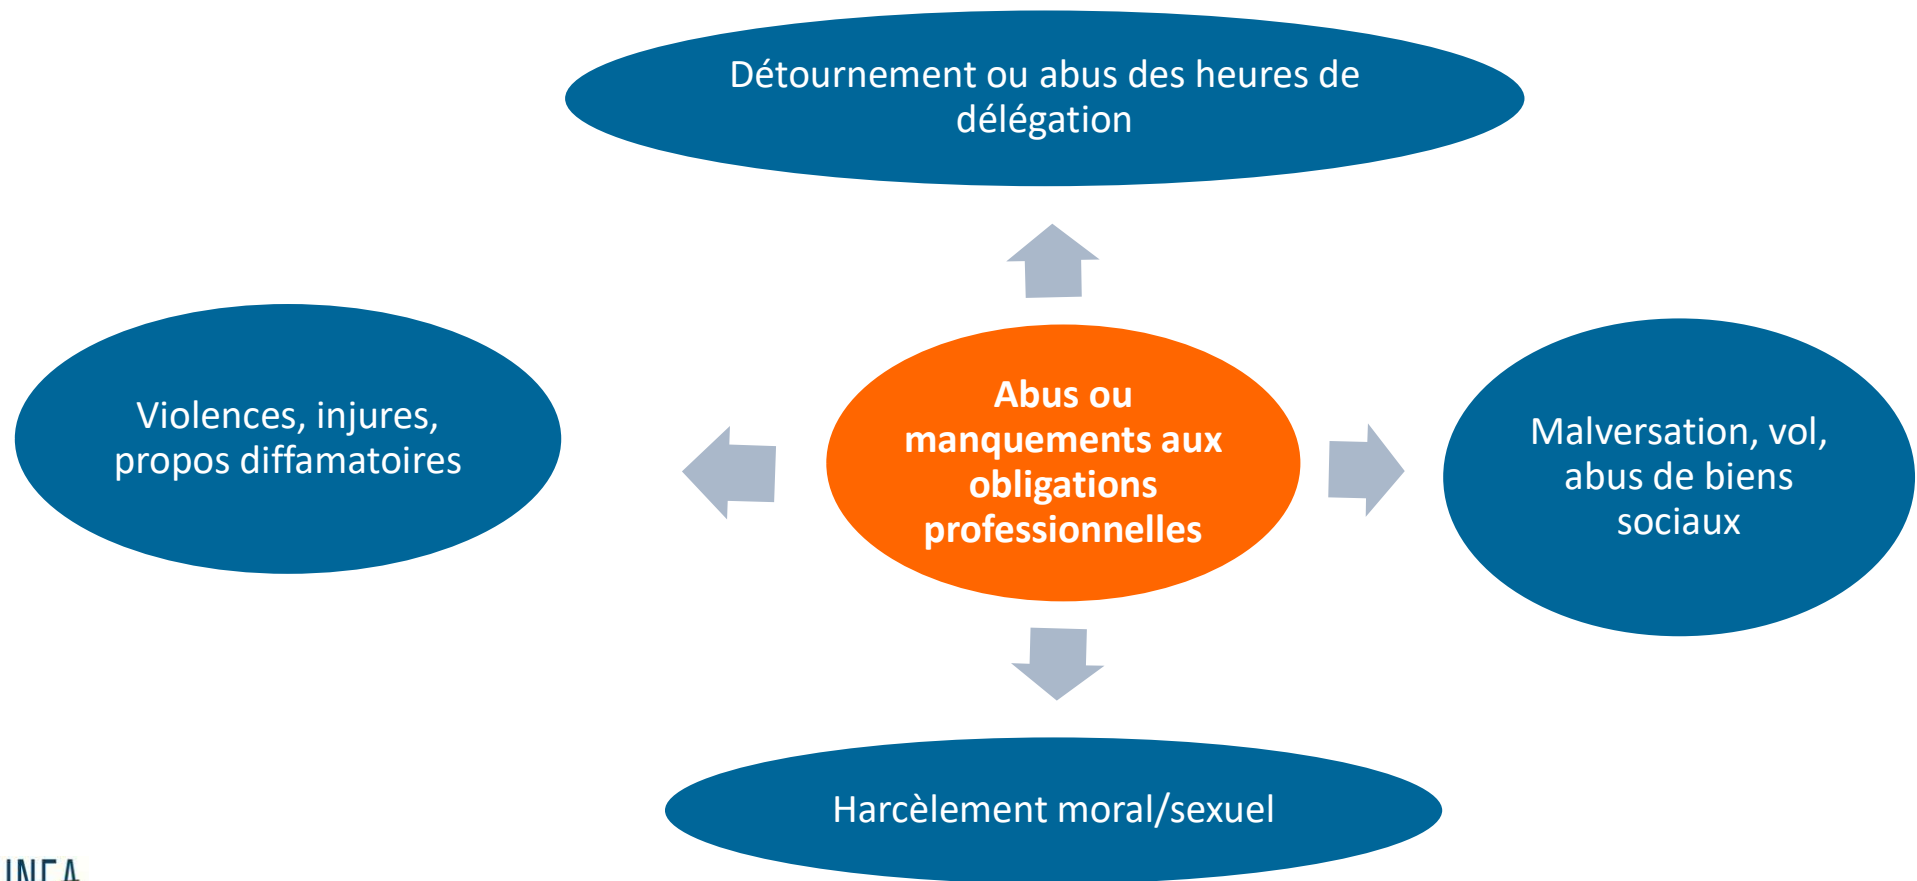 Détournement ou abus des heures de
délégation
Violences, injures,
propos diffamatoires
Abus ou
manquements aux
obligations
professionnelles
Malversation, vol,
abus de biens
sociaux
Harcèlement moral/sexuel